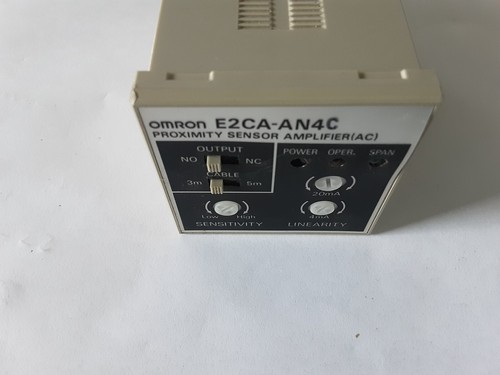 omron E2CA-AN4C
PROXIMITY SENSOR AMPLIFIER(AC)
OUTPUT
NO NC
CABLE
3m 5m
Low High
SENSITIVITY
POWER OPER. SPAN
20mA
4mA
LINEARITY